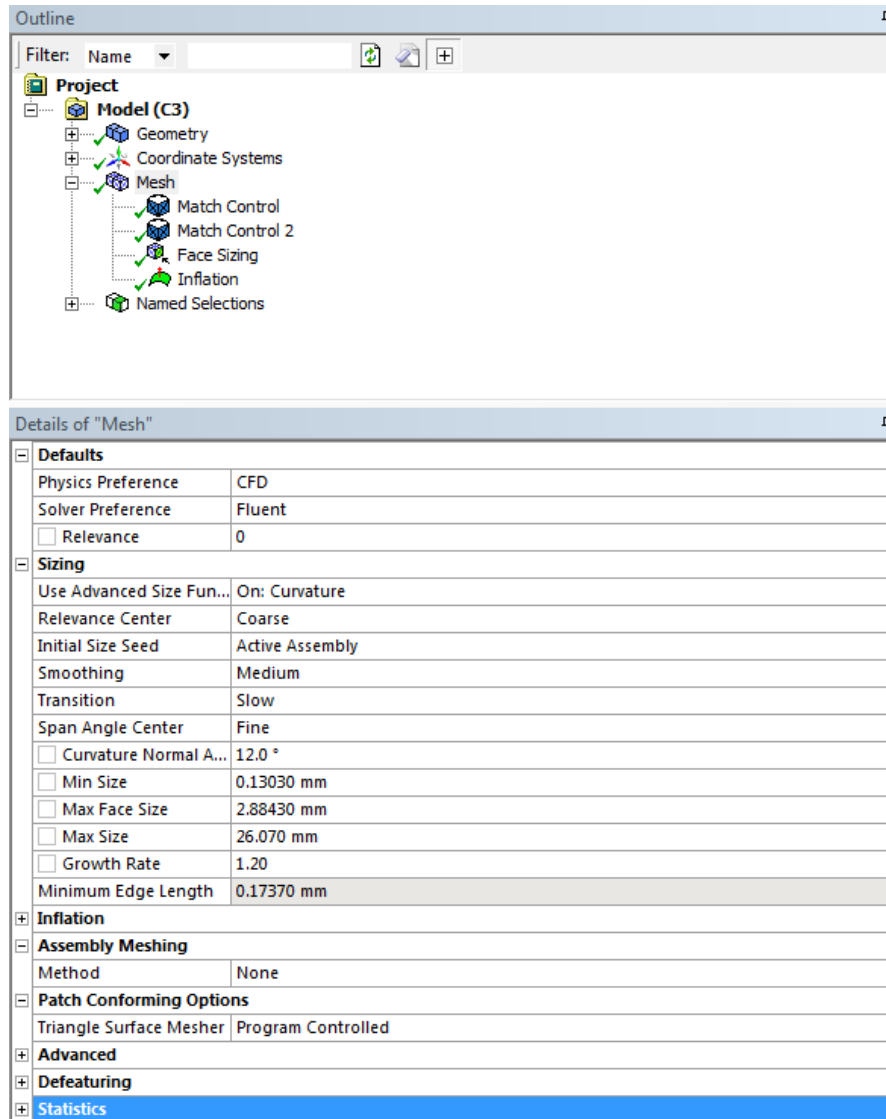 Outline
Filter: Name
Project
Model (C3)
Geometry
Coordinate Systems
Mesh
Match Control
Match Control 2
Face Sizing
Inflation
Named Selections
Details of "Mesh"
Defaults
Physics Preference CFD
Solver Preference Fluent
Relevance 0
Sizing
Use Advanced Size Fun... On: Curvature
Relevance Center Coarse
Initial Size Seed Active Assembly
Smoothing Medium
Transition Slow
Span Angle Center Fine
Curvature Normal A... 12.0 °
Min Size 0.13030 mm
Max Face Size 2.88430 mm
Max Size 26.070 mm
Growth Rate 1.20
Minimum Edge Length 0.17370 mm
Inflation
Assembly Meshing
Method None
Patch Conforming Options
Triangle Surface Mesher Program Controlled
Advanced
Defeaturing
Statistics